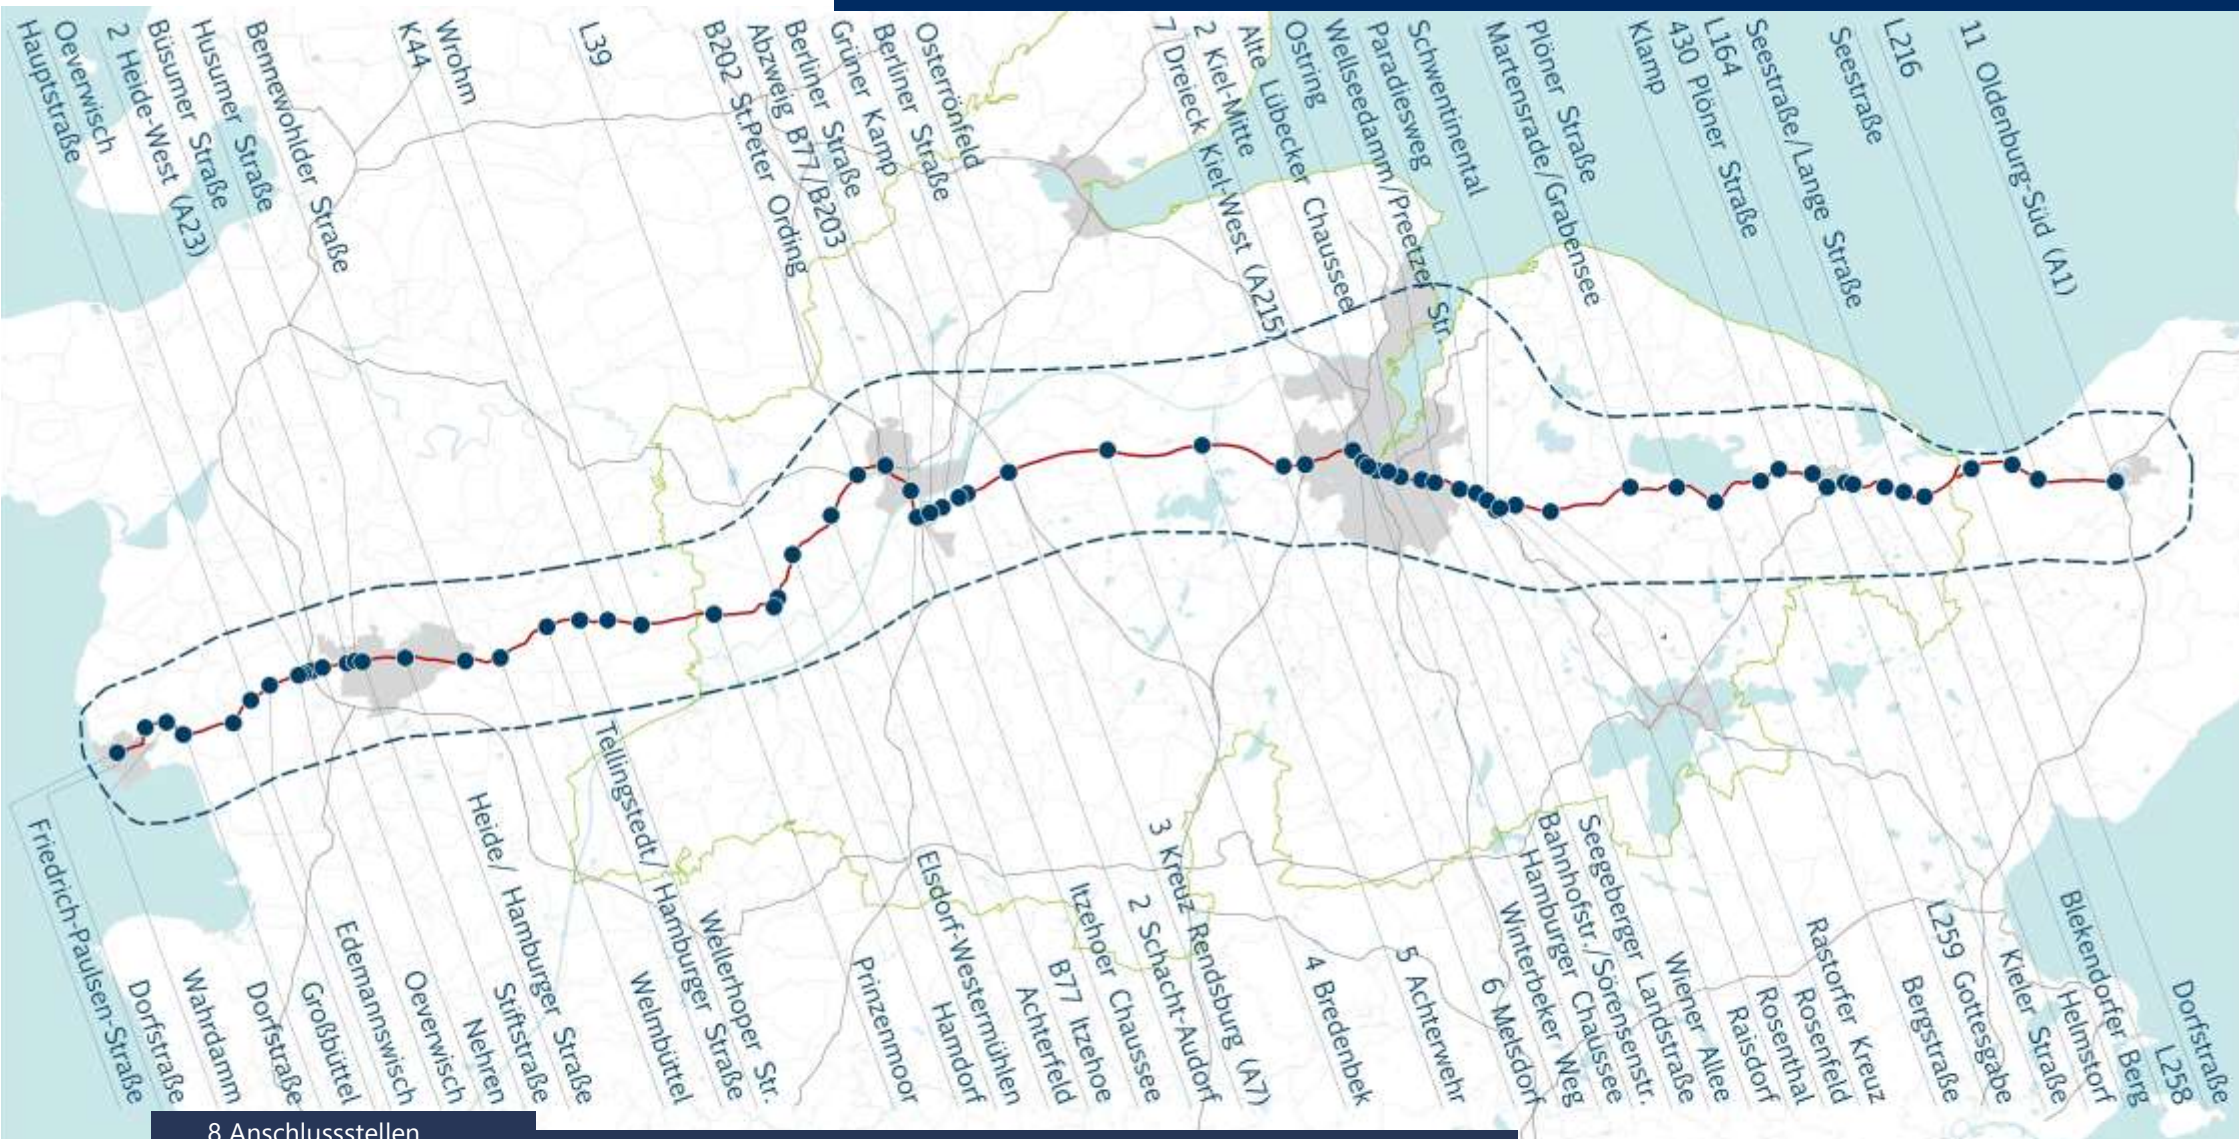 Hauptstraße
Oeverwisch
2 Heide-West (A23)
Büsumer Straße
Husumer Straße
Bennewohlder Straße
K44
Wrohm
L39
B202 St.Peter Ording
Abzweig B77/B203
Berliner Straße
Grüner Kamp
Berliner Straße
Osterrönfeld
7 Dreieck Kiel-West (A215)
2 Kiel-Mitte
Alte Lübecker Chaussee
Ostring
Wellseedamm/Preetzer Str.
Paradiesweg
Schwentinental
Martensrade/Grabensee
Plöner Straße
Klamp
430 Plöner Straße
L164
Seestraße/Lange Straße
Seestraße
L216
11 Oldenburg-Süd (A1)
Friedrich-Paulsen-Straße
Dorfstraße
Wahrdamm
Dorfstraße
Großbüttel
Edemannswisch
Oeverwisch
Nehren
Stiftstraße
Heide/ Hamburger Straße
Welmbüttel
Tellingstedt./ Hamburger Straße
Wellerhoper Str.
Prinzenmoor
Hamdorf
Elsdorf-Westermühlen
Achterfeld
B77 Itzehoe
Itzehoer Chaussee
2 Schacht-Audorf
3 Kreuz Rendsburg (A7)
4 Bredenbek
5 Achterwehr
6 Melsdorf
Winterbeker Weg
Hamburger Chaussee
Bahnhofstr./Sörensenstr.
Seegeberger Landstraße
Wiener Allee
Raisdorf
Rosenthal
Rosenfeld
Rastorfer Kreuz
Bergstraße
L259 Gottesgabe
Kieler Straße
Helmstorf
Blekendorfer Berg
L258
Dorfstraße
8 Anschlussstellen